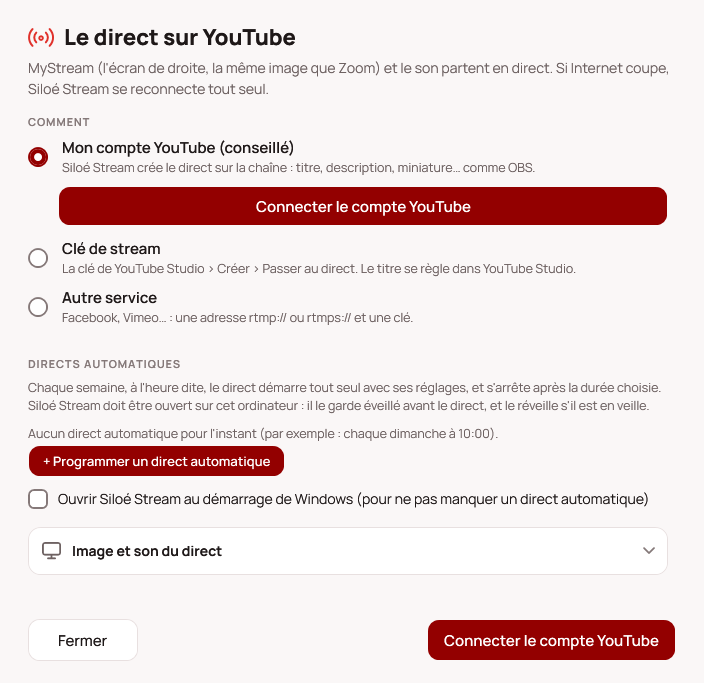 Le direct sur YouTube
MyStream (l'écran de droite, la même image que Zoom) et le son partent en direct. Si Internet coupe,
Siloé Stream se reconnecte tout seul.
COMMENT
Mon compte YouTube (conseillé)
Siloé Stream crée le direct sur la chaîne : titre, description, miniature… comme OBS.
Connecter le compte YouTube
Clé de stream
La clé de YouTube Studio > Créer > Passer au direct. Le titre se règle dans YouTube Studio.
Autre service
Facebook, Vimeo… : une adresse rtmp:// ou rtmps:// et une clé.
DIRECTS AUTOMATIQUES
Chaque semaine, à l'heure dite, le direct démarre tout seul avec ses réglages, et s'arrête après la durée choisie.
Siloé Stream doit être ouvert sur cet ordinateur : il le garde éveillé avant le direct, et le réveille s'il est en veille.
Aucun direct automatique pour l'instant (par exemple : chaque dimanche à 10:00).
+ Programmer un direct automatique
Ouvrir Siloé Stream au démarrage de Windows (pour ne pas manquer un direct automatique)
Image et son du direct
Fermer
Connecter le compte YouTube